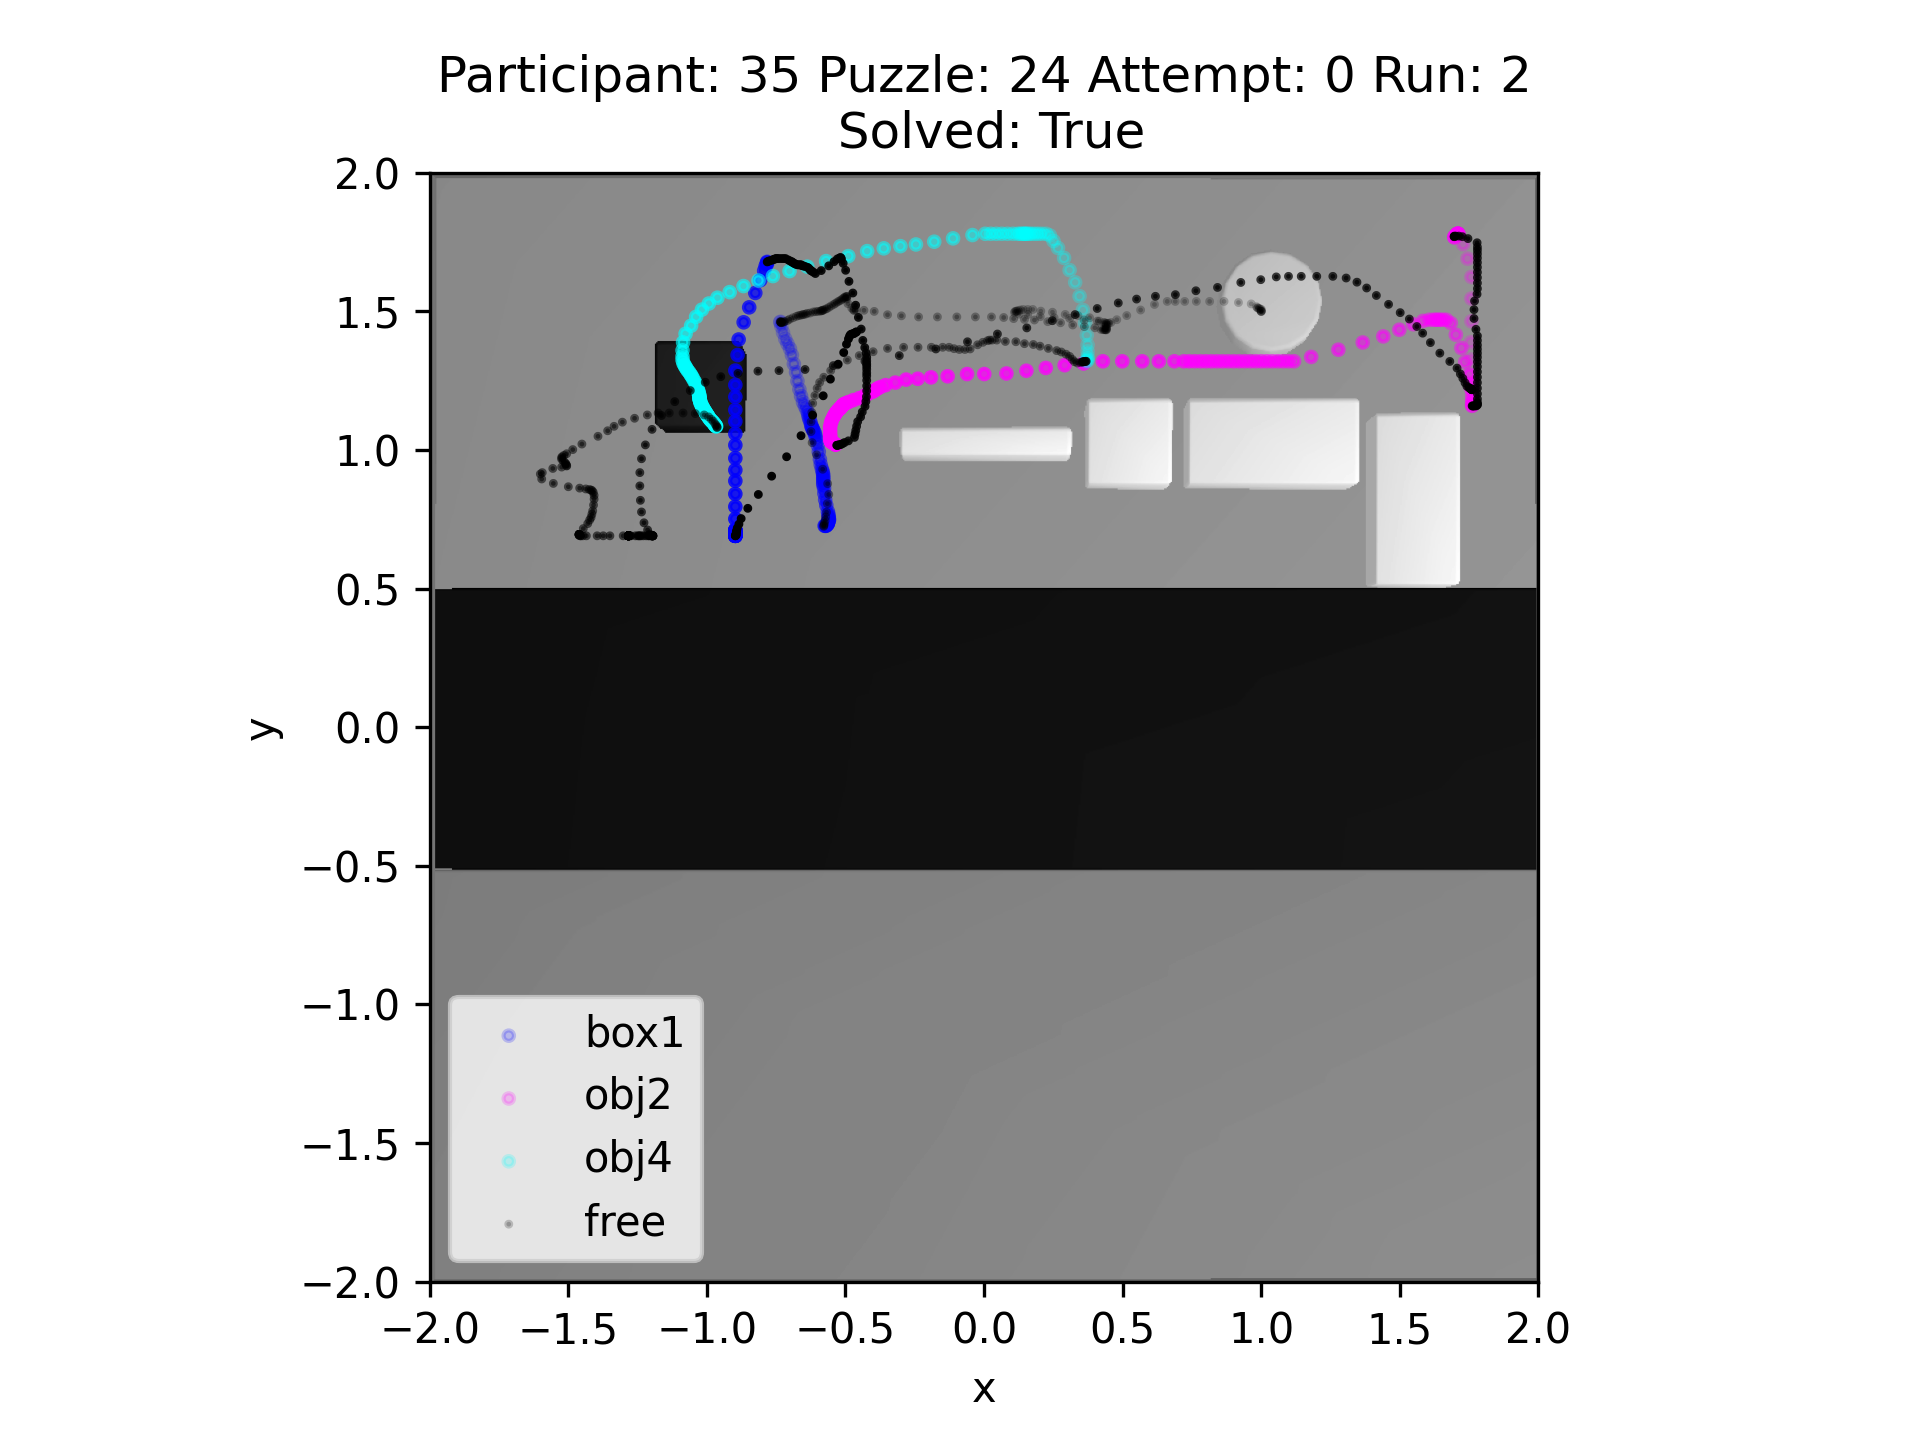 Participant: 35 Puzzle: 24 Attempt: 0 Run: 2
Solved: True
2.0
1.5
1.0
0.5
0.0
−0.5
−1.0
−1.5
−2.0
y
box1
obj2
obj4
free
−2.0 −1.5 −1.0 −0.5 0.0 0.5 1.0 1.5 2.0
x